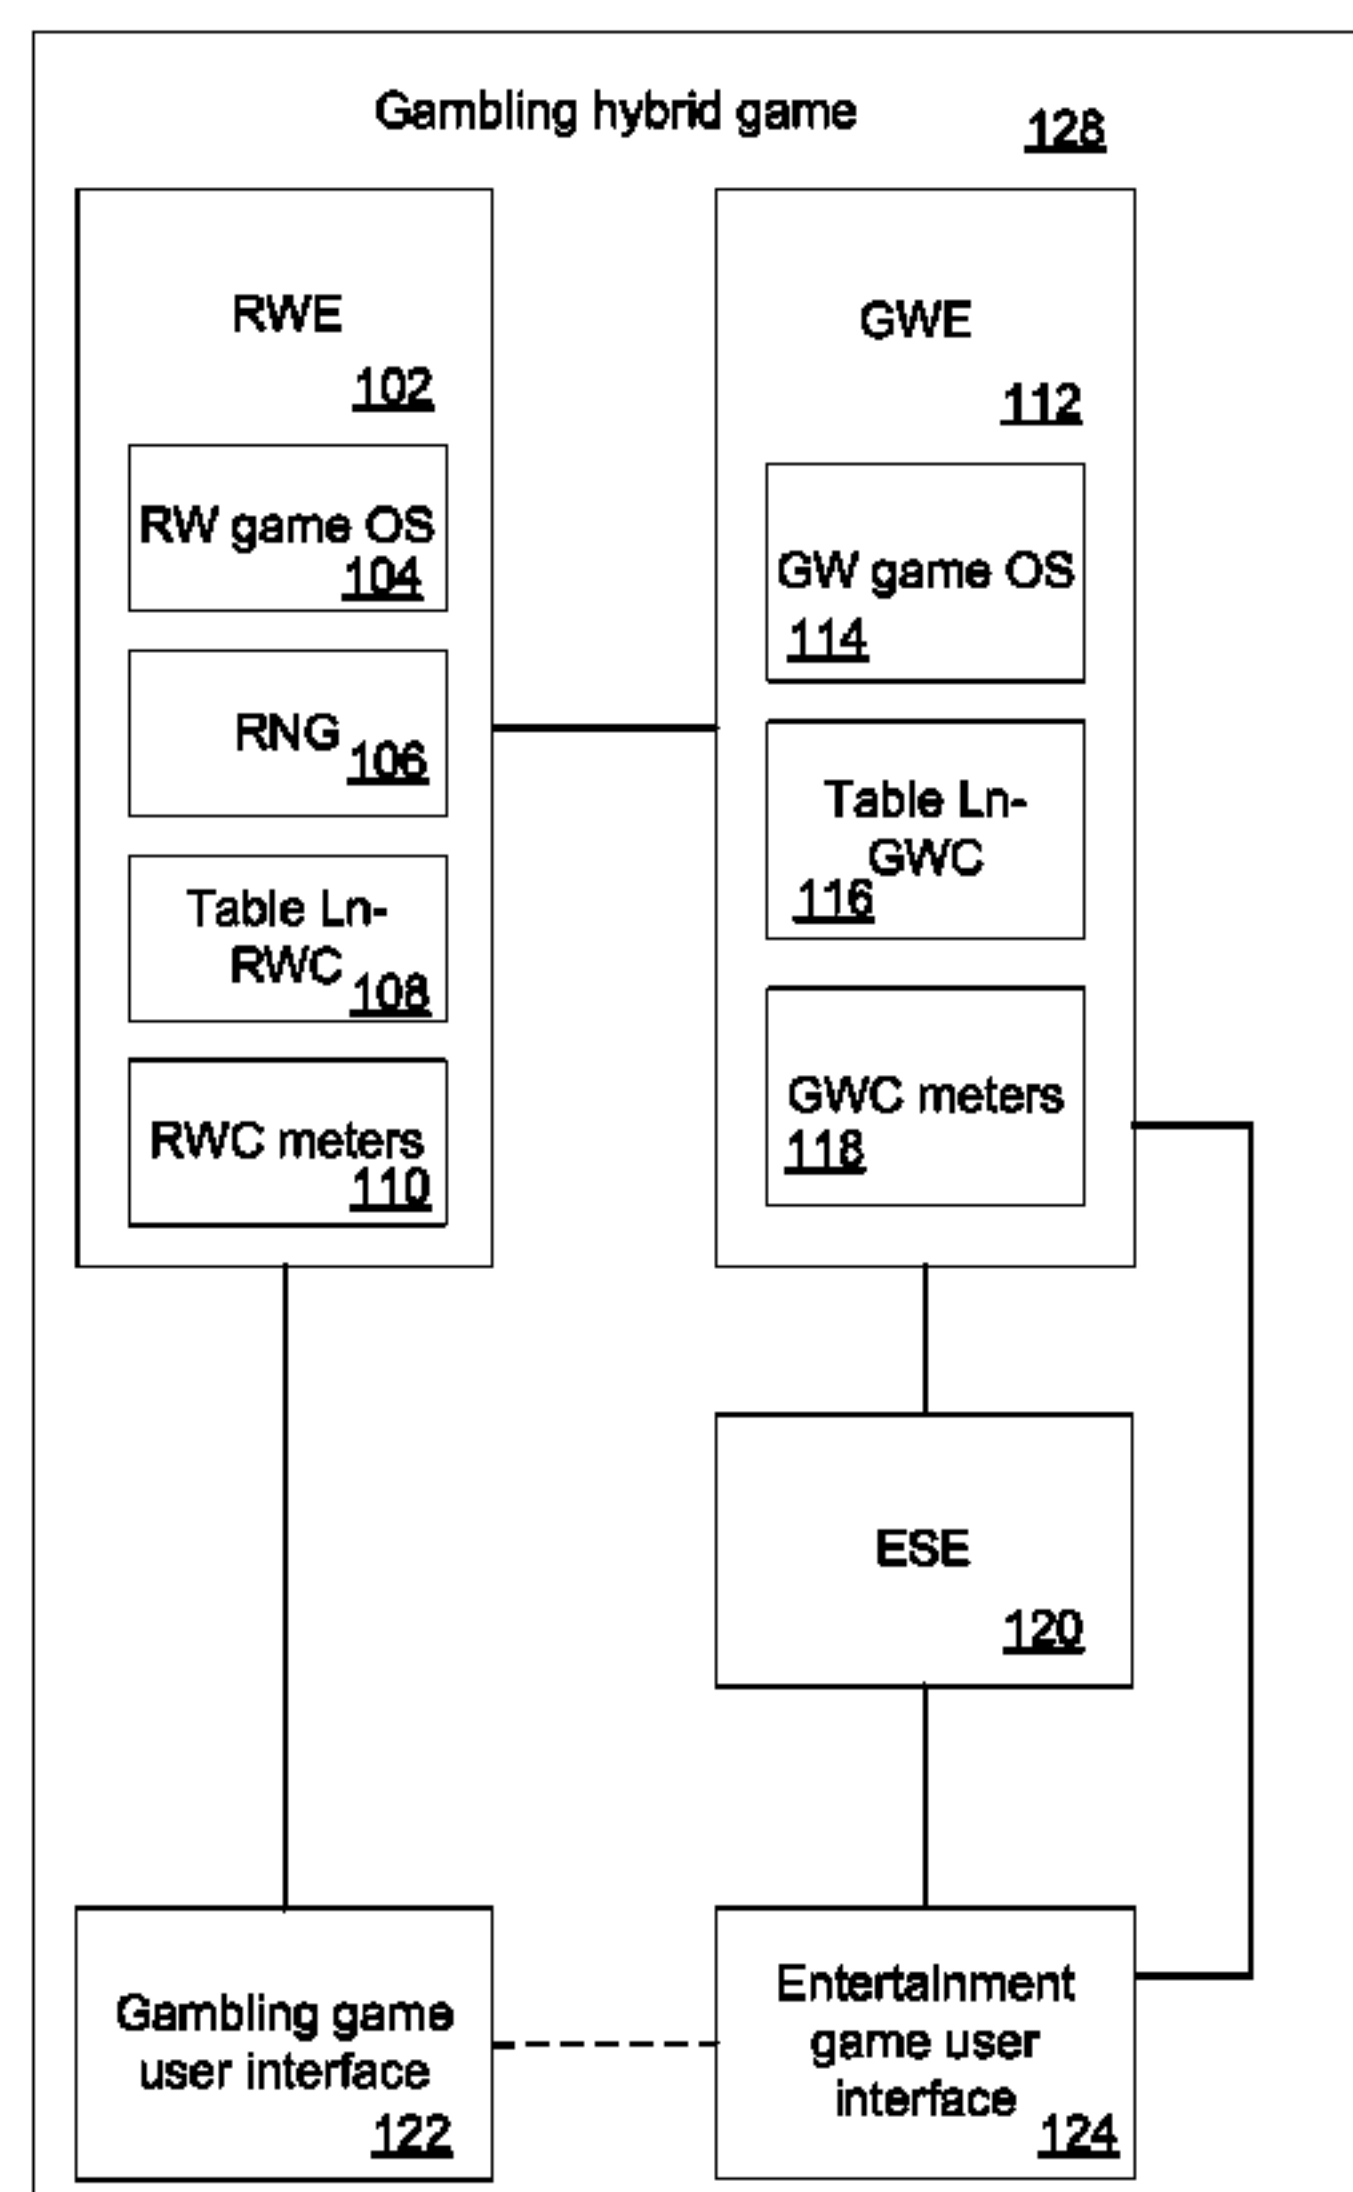 Gambling hybrid game
128
RWE
102
RW game OS
104
RNG
106
Table Ln-
RWC
108
RWC meters
110
GWE
112
GW game OS
114
Table Ln-
GWC
116
GWC meters
118
ESE
120
Gambling game
user interface
122
Entertainment
game user
interface
124